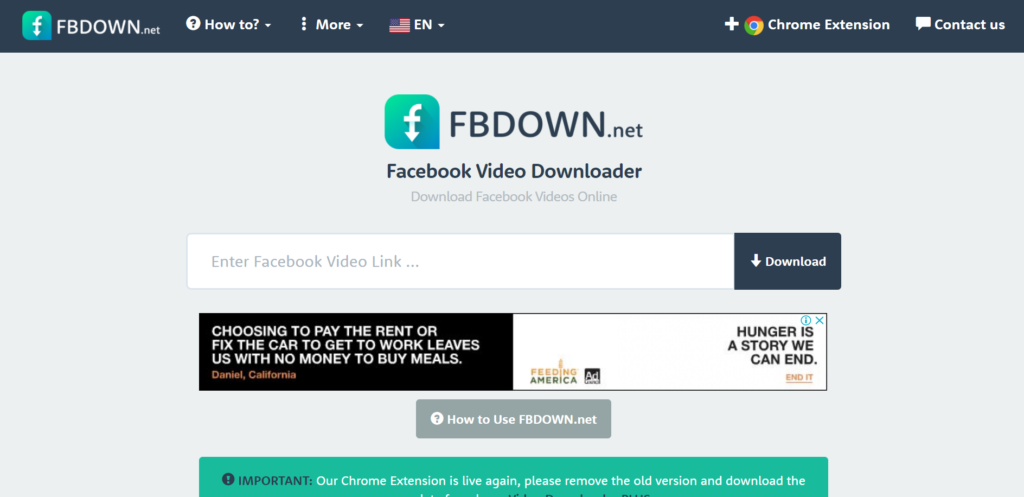 FBDOWN.net How to? More EN Chrome Extension Contact us
FBDOWN.net
Facebook Video Downloader
Download Facebook Videos Online
Enter Facebook Video Link ... Download
CHOOSING TO PAY THE RENT OR
FIX THE CAR TO GET TO WORK LEAVES
US WITH NO MONEY TO BUY MEALS.
Daniel, California
FEEDING
AMERICA
Ad
HUNGER IS
A STORY WE
CAN END.
END IT
How to Use FBDOWN.net
IMPORTANT: Our Chrome Extension is live again, please remove the old version and download the